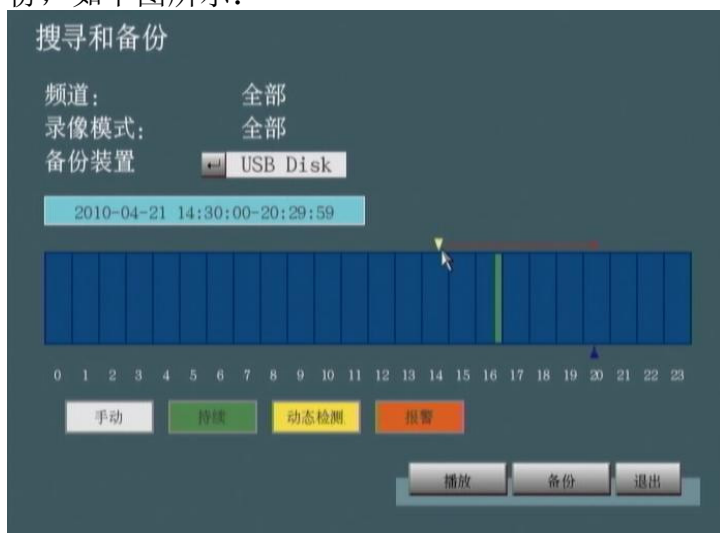 份，如下图所示：
搜寻和备份
频道： 全部
录像模式： 全部
备份装置 USB Disk
2010-04-21 14:30:00-20:29:59
0 1 2 3 4 5 6 7 8 9 10 11 12 13 14 15 16 17 18 19 20 21 22 23
手动 持续 动态检测 报警
播放 备份 退出